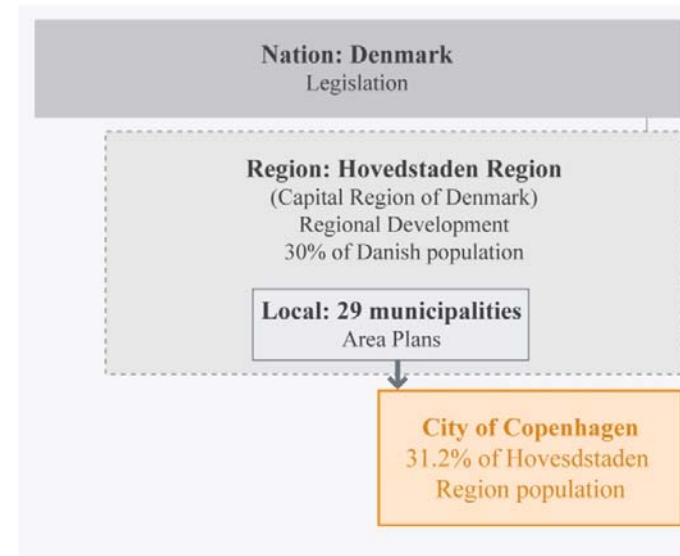 Nation: Denmark
Legislation
Region: Hovedstaden Region
(Capital Region of Denmark)
Regional Development
30% of Danish population
Local: 29 municipalities
Area Plans
City of Copenhagen
31.2% of Hovesdstaden
Region population